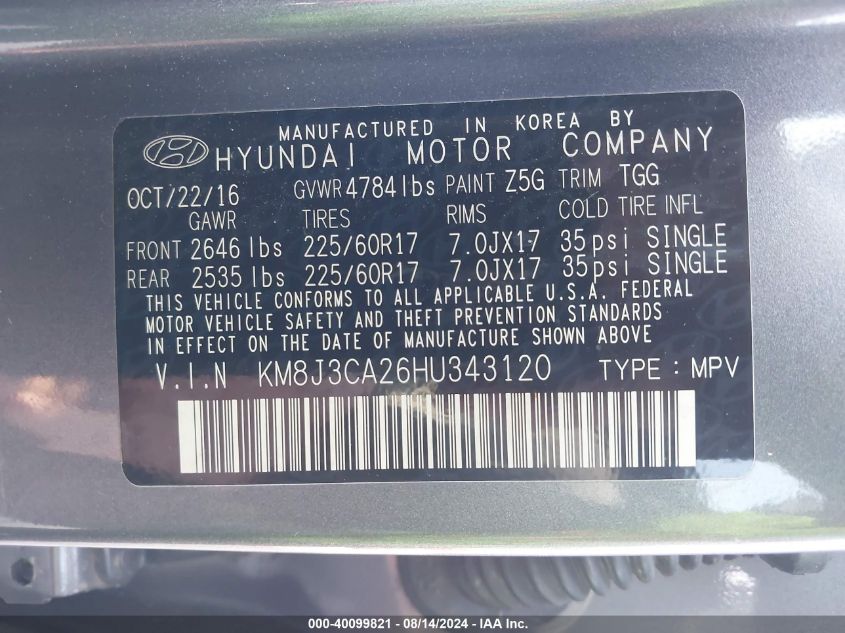 MANUFACTURED IN KOREA BY
HYUNDAI MOTOR COMPANY
OCT/22/16 GVWR 4784lbs PAINT Z5G TRIM TGG
GAWR TIRES RIMS COLD TIRE INFL
FRONT 2646 lbs 225/60R17 7.0JX17 35psi SINGLE
REAR 2535 lbs 225/60R17 7.0JX17 35psi SINGLE
THIS VEHICLE CONFORMS TO ALL APPLICABLE U.S.A. FEDERAL
MOTOR VEHICLE SAFETY AND THEFT PREVENTION STANDARDS
IN EFFECT ON THE DATE OF MANUFACTURE SHOWN ABOVE
V.I.N KM8J3CA26HU343120 TYPE : MPV
000-40099821 - 08/14/2024 - IAA Inc.